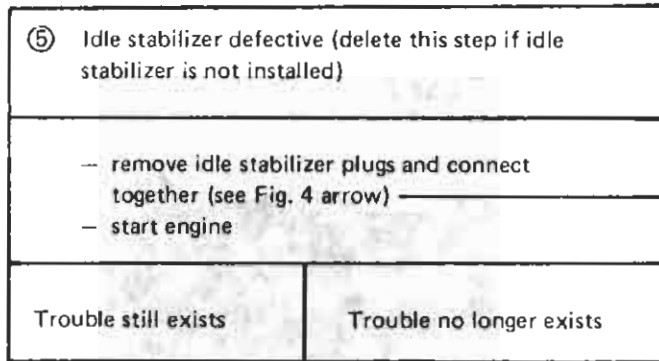 ⑤ Idle stabilizer defective (delete this step if idle
stabilizer is not installed)
— remove idle stabilizer plugs and connect
together (see Fig. 4 arrow)
— start engine
Trouble still exists
Trouble no longer exists